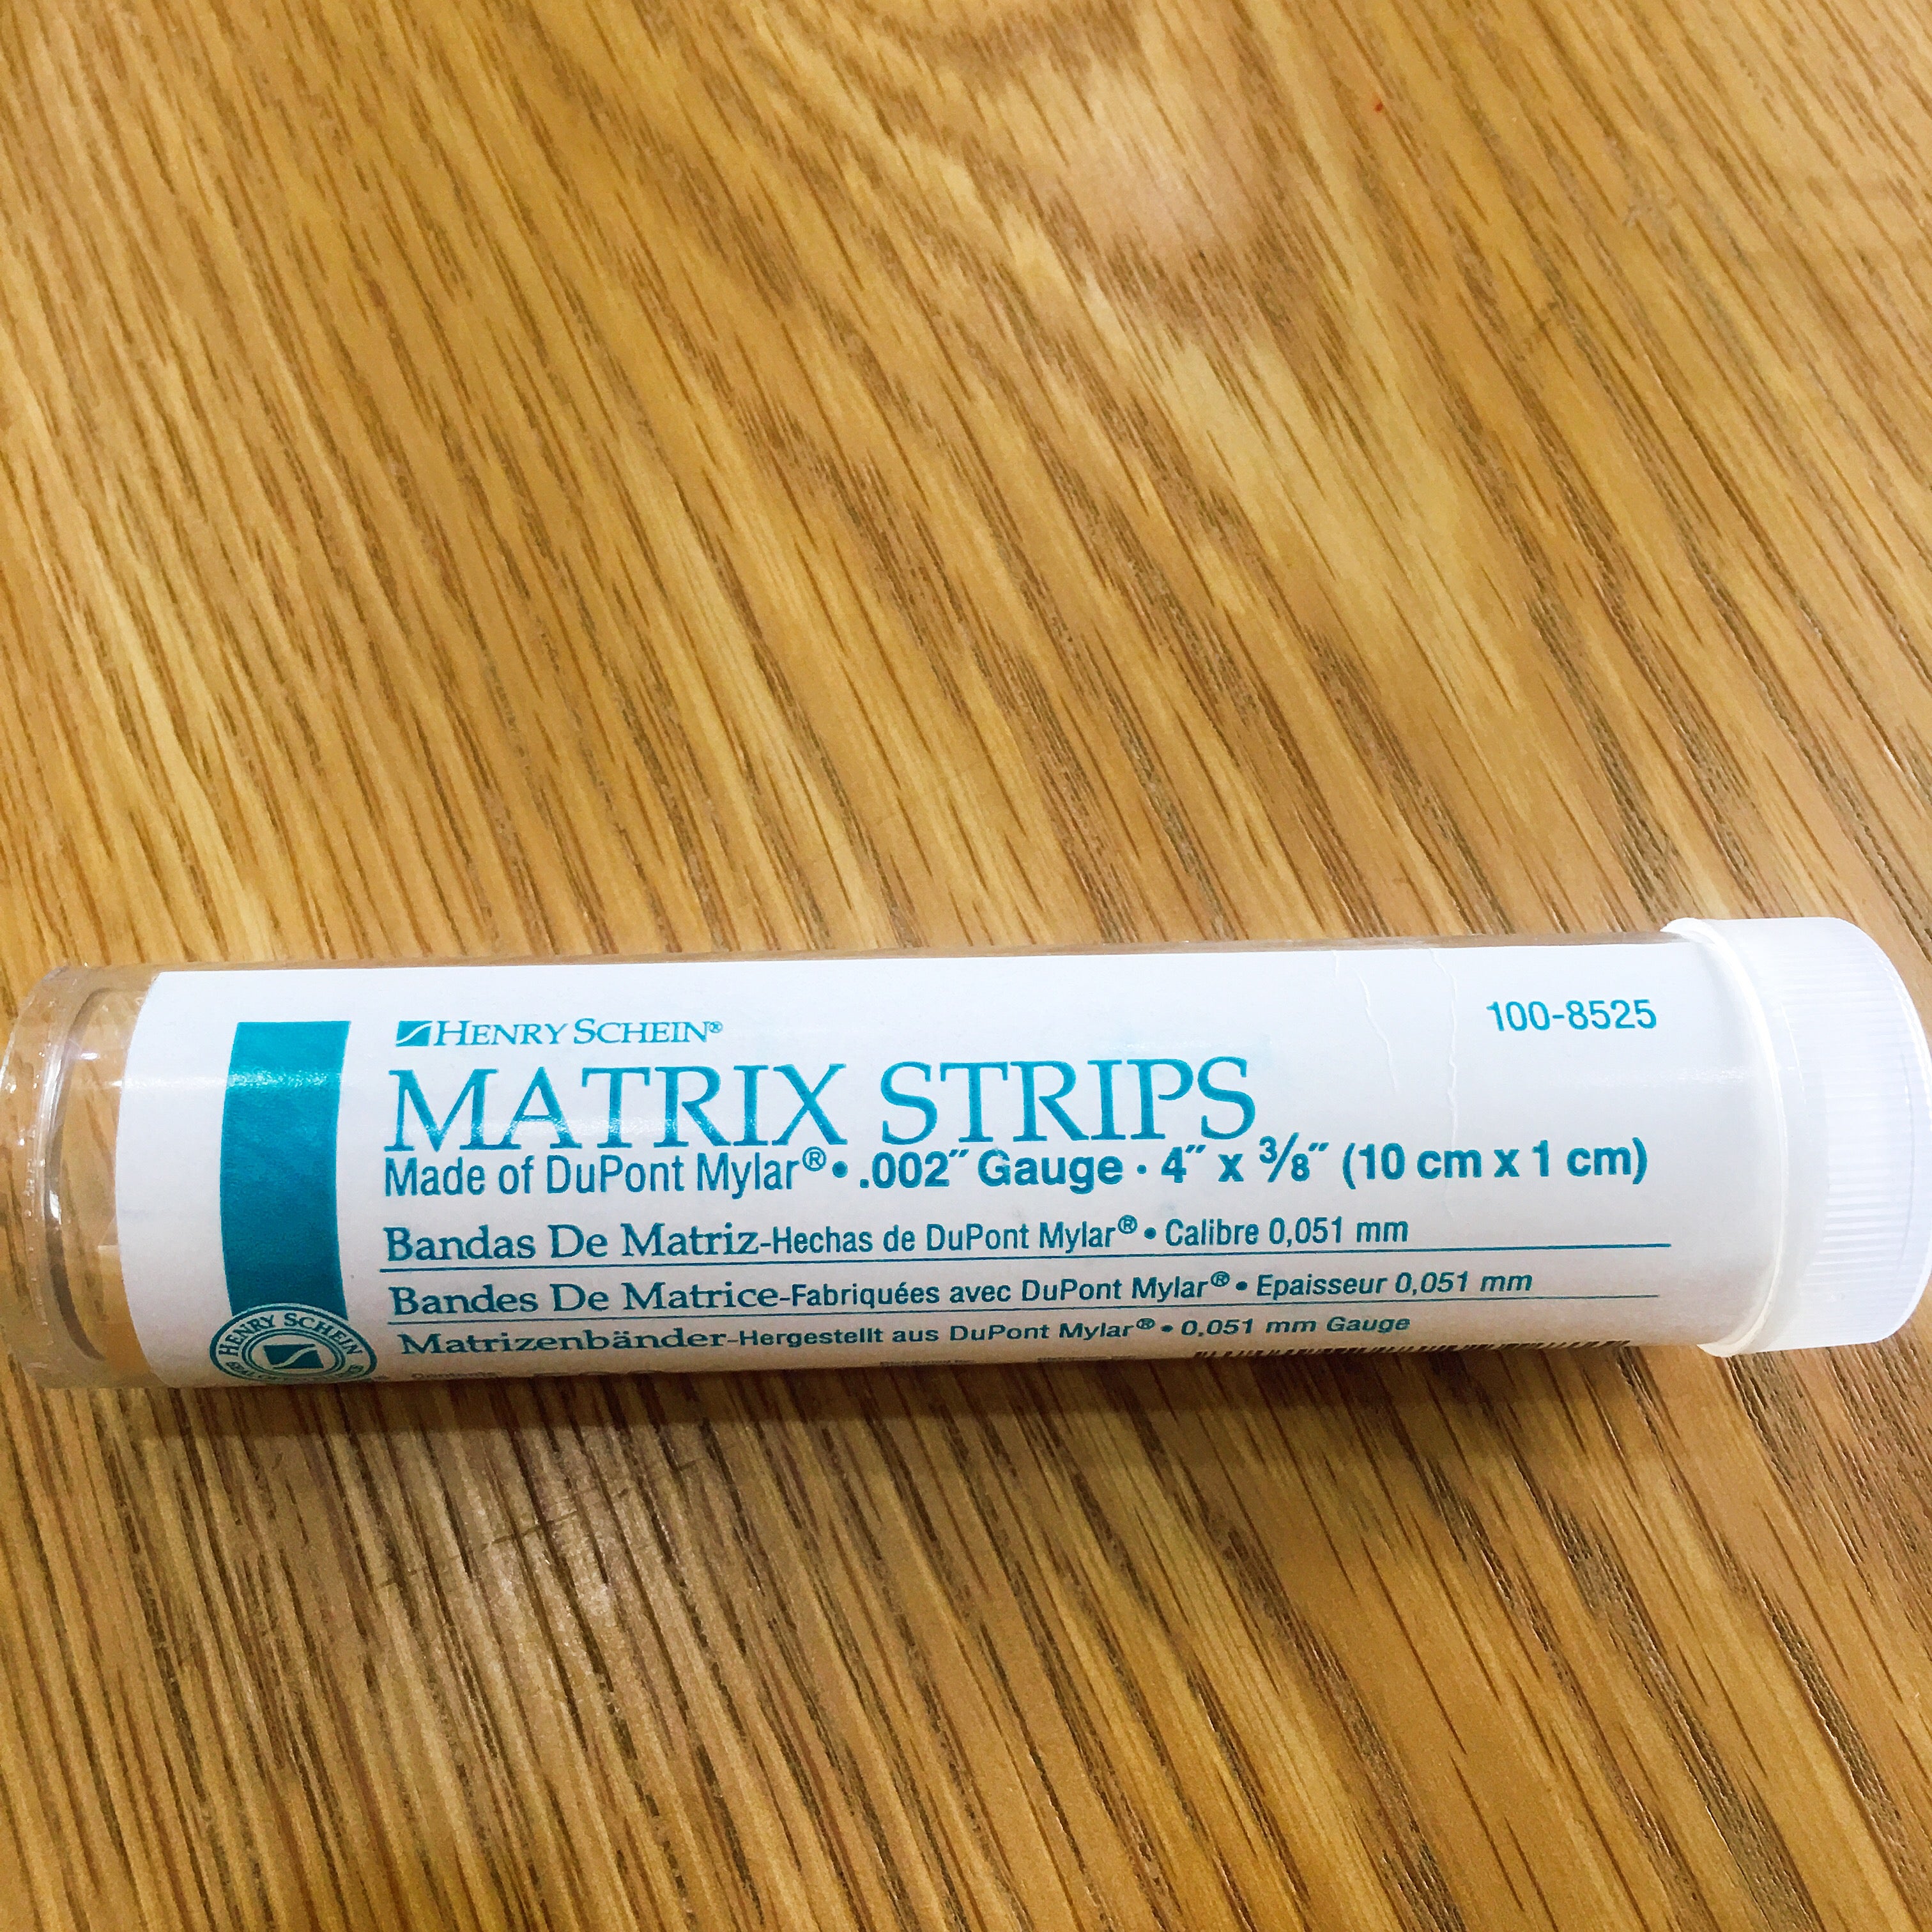 HENRY SCHEIN®
100-8525
MATRIX STRIPS
Made of DuPont Mylar® • .002″ Gauge · 4″ x 3/8″ (10 cm x 1 cm)
Bandas De Matriz-Hechas de DuPont Mylar® • Calibre 0,051 mm
Bandes De Matrice-Fabriquées avec DuPont Mylar® • Epaisseur 0,051 mm
Matrizenbänder-Hergestellt aus DuPont Mylar® • 0,051 mm Gauge
HENRY SCHEIN